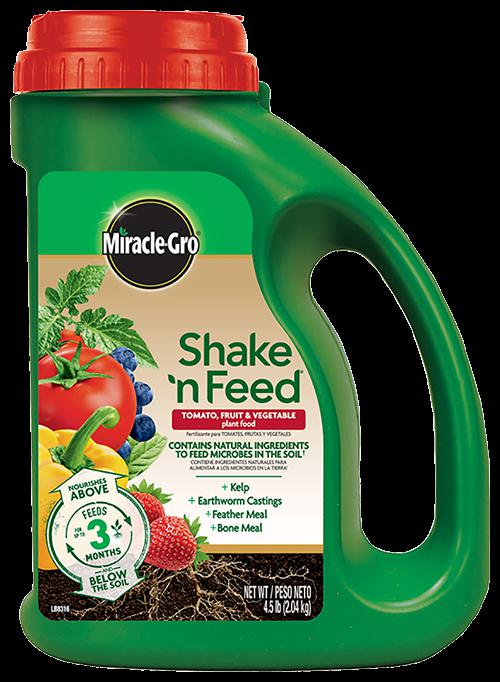 Miracle-Gro®
Shake
'n Feed®
TOMATO, FRUIT & VEGETABLE
plant food
Fertilizante para TOMATES, FRUTAS Y VEGETALES
CONTAINS NATURAL INGREDIENTS
TO FEED MICROBES IN THE SOIL†
CONTIENE INGREDIENTES NATURALES PARA
ALIMENTAR A LOS MICROBIOS EN LA TIERRA†
+ Kelp
+ Earthworm Castings
+ Feather Meal
+ Bone Meal
NOURISHES
ABOVE
FEEDS
FOR
UP TO
3
MONTHS
AND
BELOW
THE SOIL
LB8316
NET WT / PESO NETO
4.5 lb (2.04 kg)